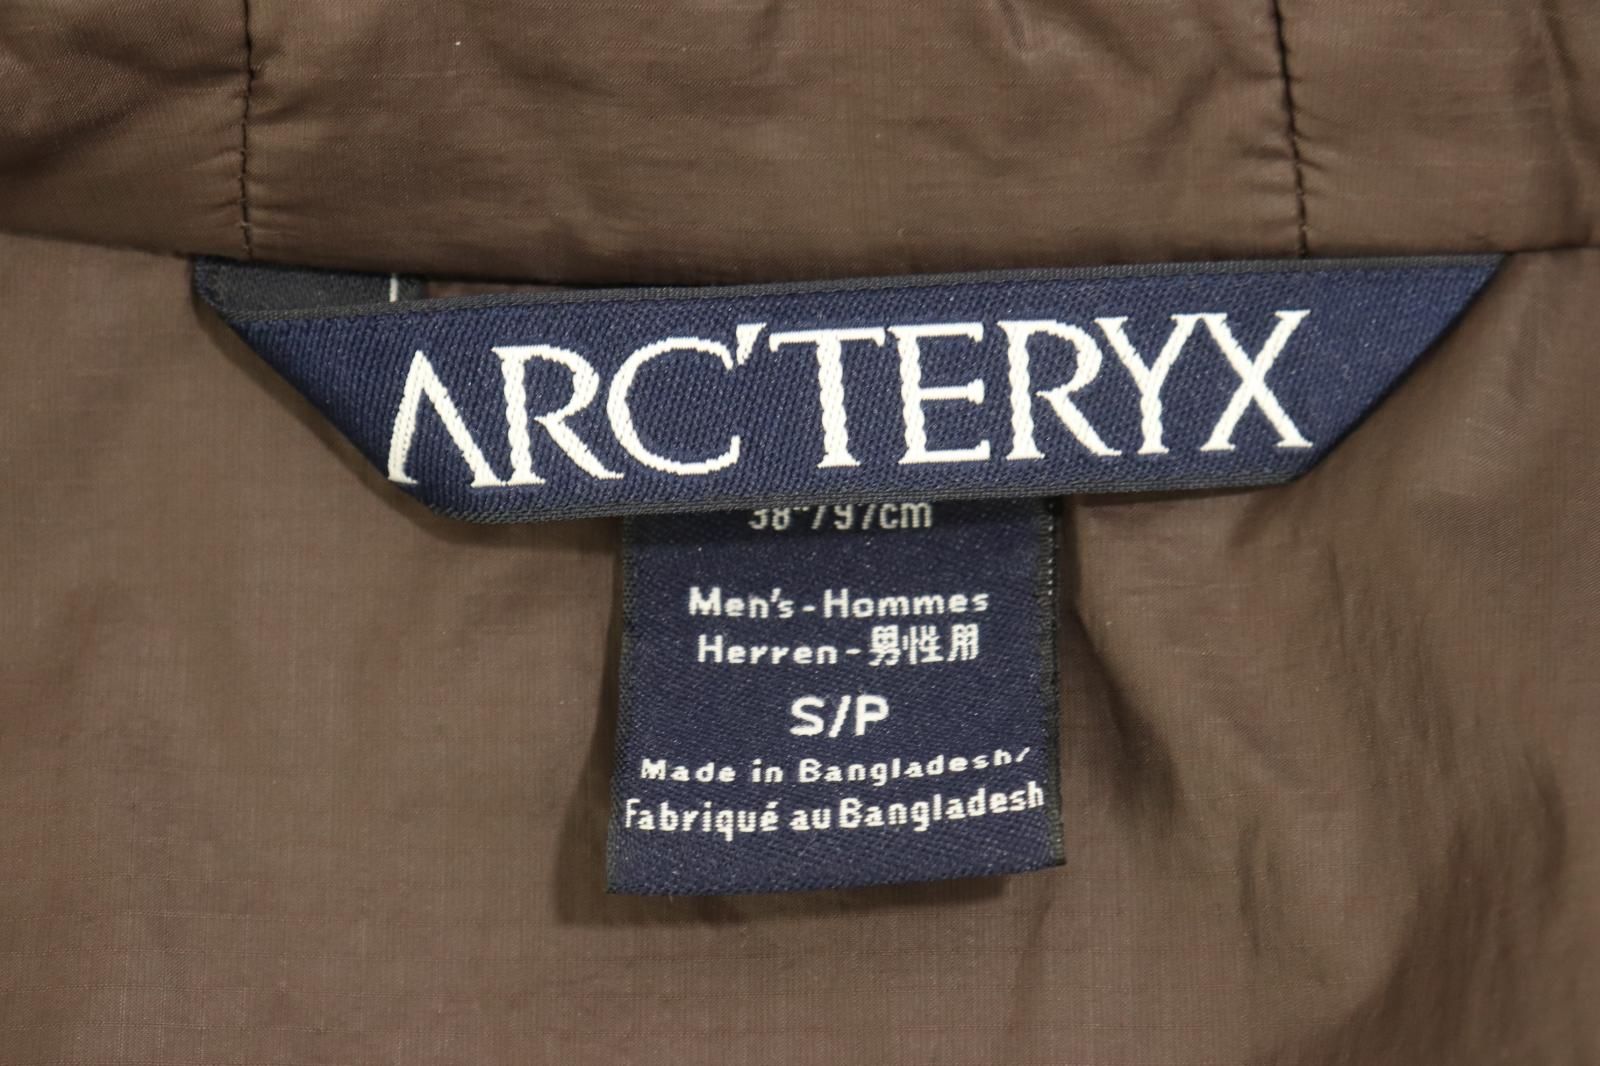 ARC'TERYX
38"/97cm
Men's-Hommes
Herren-男性用
S/P
Made in Bangladesh/
Fabriqué au Bangladesh